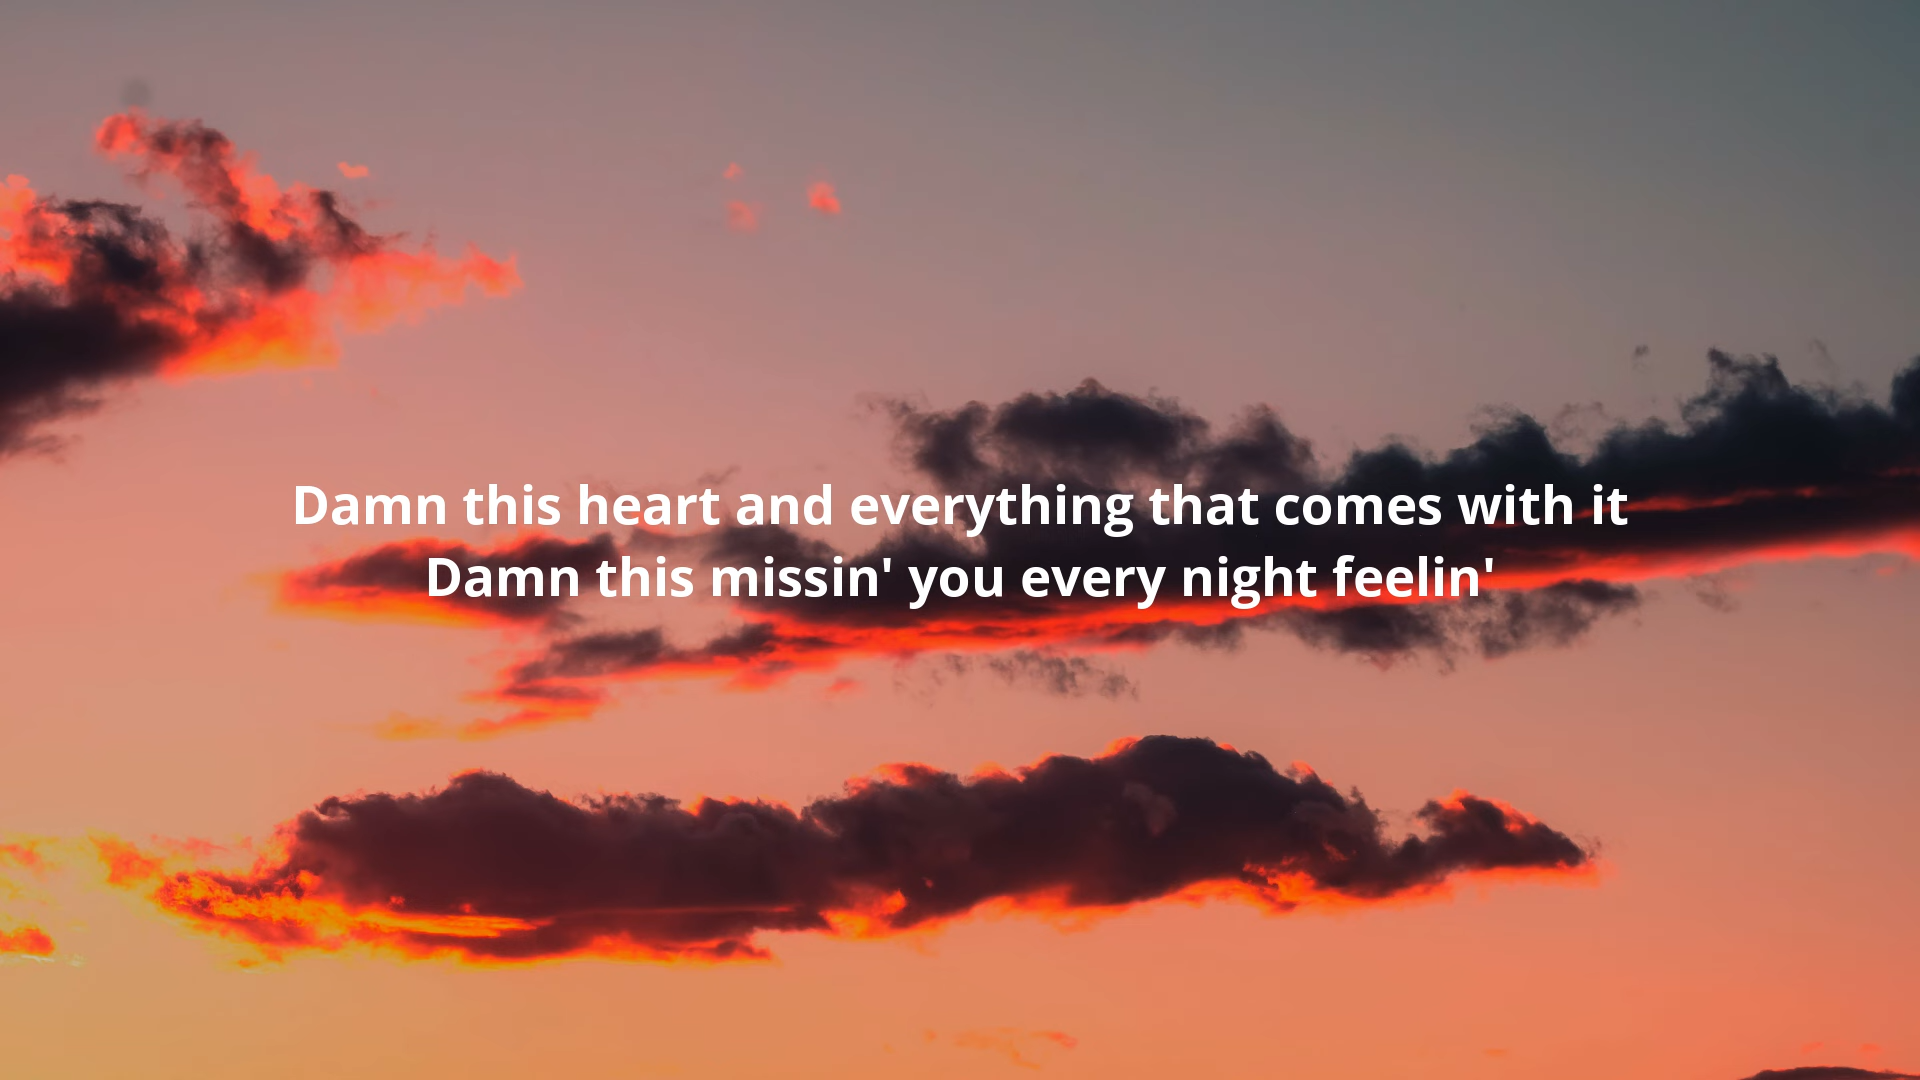 Damn this heart and everything that comes with it
Damn this missin' you every night feelin'